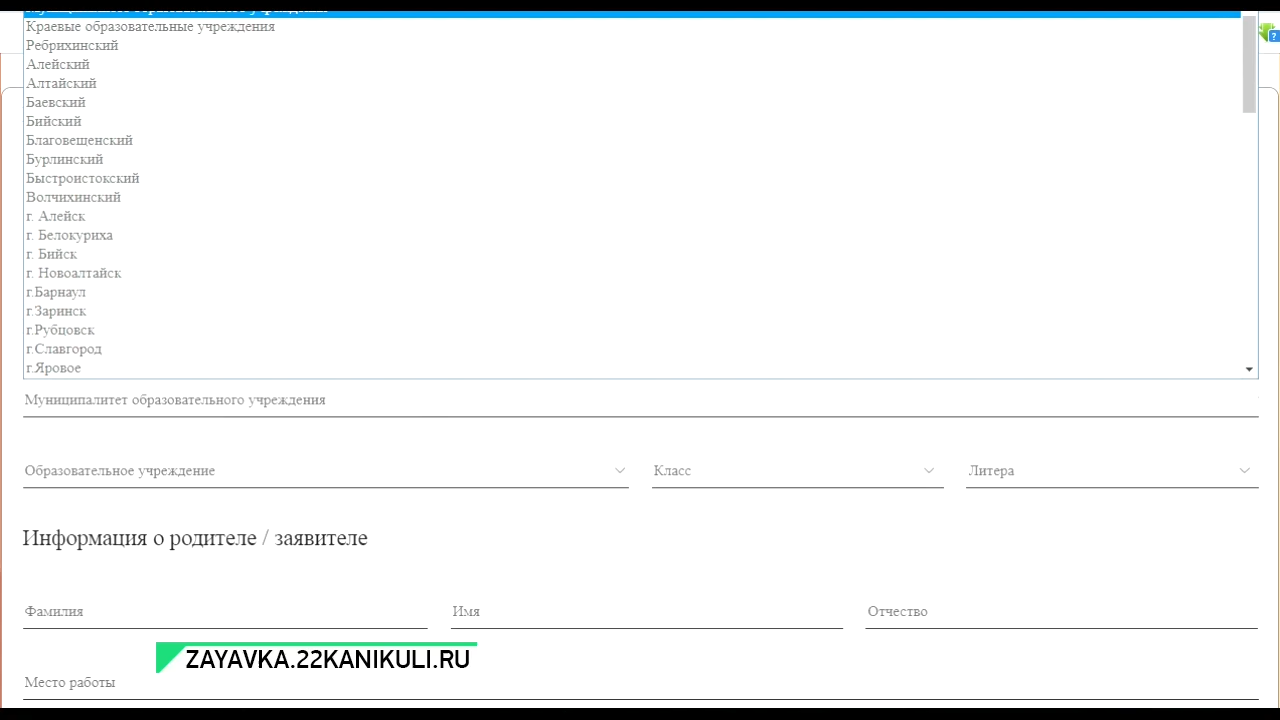 Краевые образовательные учреждения
Ребрихинский
Алейский
Алтайский
Баевский
Бийский
Благовещенский
Бурлинский
Быстроистокский
Волчихинский
г. Алейск
г. Белокуриха
г. Бийск
г. Новоалтайск
г.Барнаул
г.Заринск
г.Рубцовск
г.Славгород
г.Яровое
Муниципалитет образовательного учреждения
Образовательное учреждение Класс Литера
Информация о родителе / заявителе
Фамилия Имя Отчество
ZAYAVKA.22KANIKULI.RU
Место работы